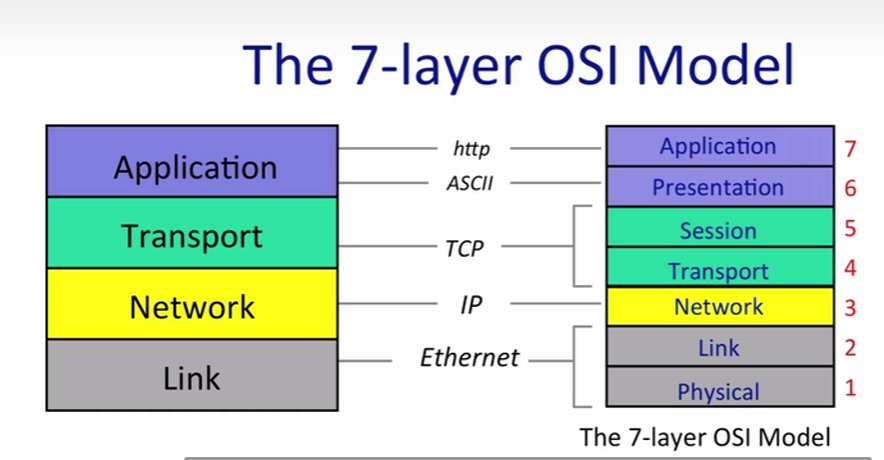 The 7-layer OSI Model
Application
Transport
Network
Link
http
ASCII
TCP
IP
Ethernet
Application 7
Presentation 6
Session 5
Transport 4
Network 3
Link 2
Physical 1
The 7-layer OSI Model